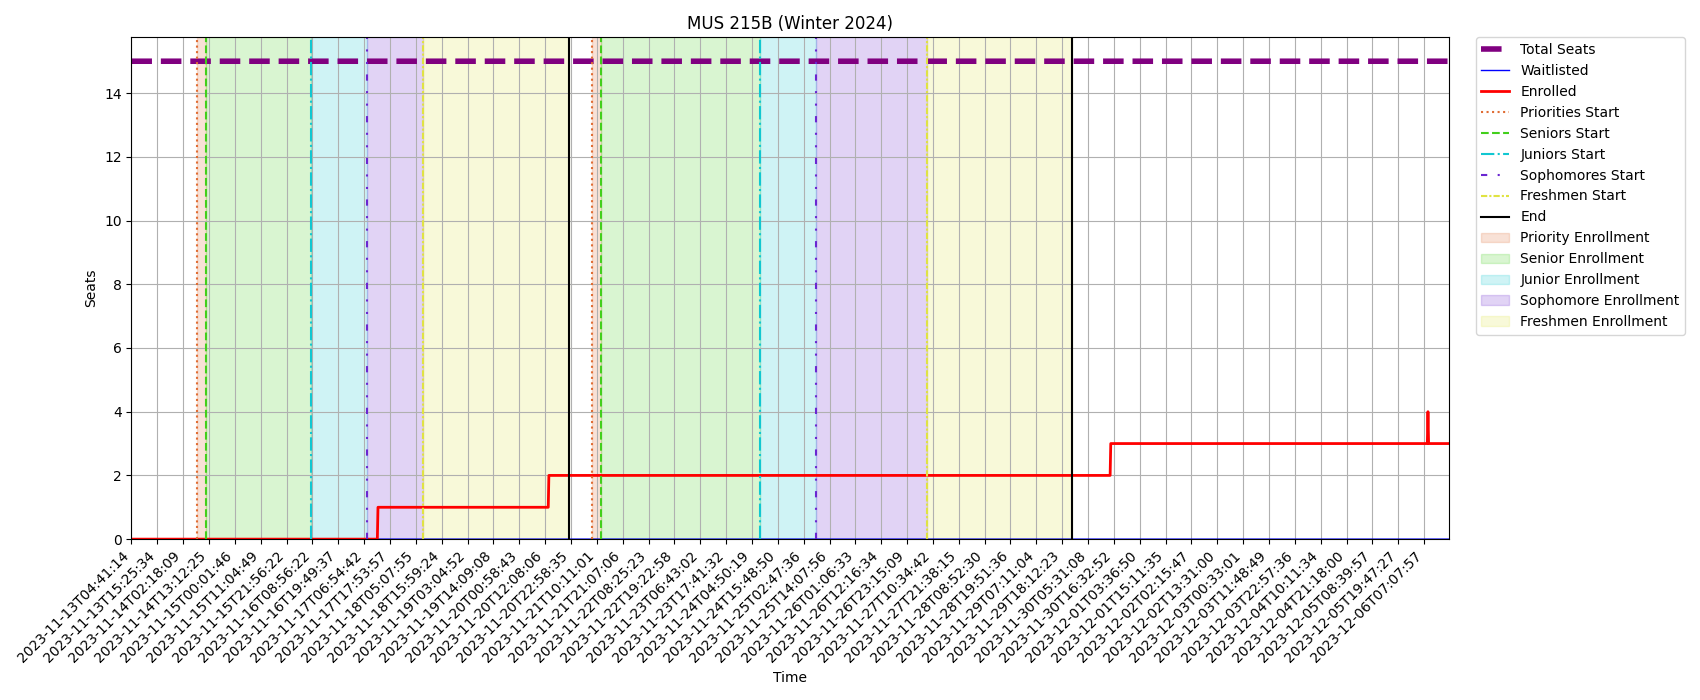 MUS 215B (Winter 2024)
Total Seats
Waitlisted
Enrolled
Priorities Start
Seniors Start
Juniors Start
Sophomores Start
Freshmen Start
End
Priority Enrollment
Senior Enrollment
Junior Enrollment
Sophomore Enrollment
Freshmen Enrollment
Seats
14
12
10
8
6
4
2
0
2023-11-13T04:41:14
2023-11-13T15:25:34
2023-11-14T02:18:09
2023-11-14T13:12:25
2023-11-15T00:01:46
2023-11-15T11:04:49
2023-11-15T21:56:22
2023-11-16T08:56:22
2023-11-16T19:49:37
2023-11-17T06:54:42
2023-11-17T17:53:57
2023-11-18T05:07:55
2023-11-18T15:59:24
2023-11-19T03:04:52
2023-11-19T14:09:08
2023-11-20T00:58:43
2023-11-20T12:08:06
2023-11-20T22:58:35
2023-11-21T10:11:01
2023-11-21T21:07:06
2023-11-22T08:25:23
2023-11-22T19:22:58
2023-11-23T06:43:02
2023-11-23T17:41:32
2023-11-24T04:50:19
2023-11-24T15:48:50
2023-11-25T02:47:36
2023-11-25T14:07:56
2023-11-26T01:06:33
2023-11-26T12:16:34
2023-11-26T23:15:09
2023-11-27T10:34:42
2023-11-27T21:38:15
2023-11-28T08:52:30
2023-11-28T19:51:36
2023-11-29T07:11:04
2023-11-29T18:12:23
2023-11-30T05:31:08
2023-11-30T16:32:52
2023-12-01T03:36:50
2023-12-01T15:11:35
2023-12-02T02:15:47
2023-12-02T13:31:00
2023-12-03T00:33:01
2023-12-03T11:48:49
2023-12-03T22:57:36
2023-12-04T10:11:34
2023-12-04T21:18:00
2023-12-05T08:39:57
2023-12-05T19:47:27
2023-12-06T07:07:57
Time